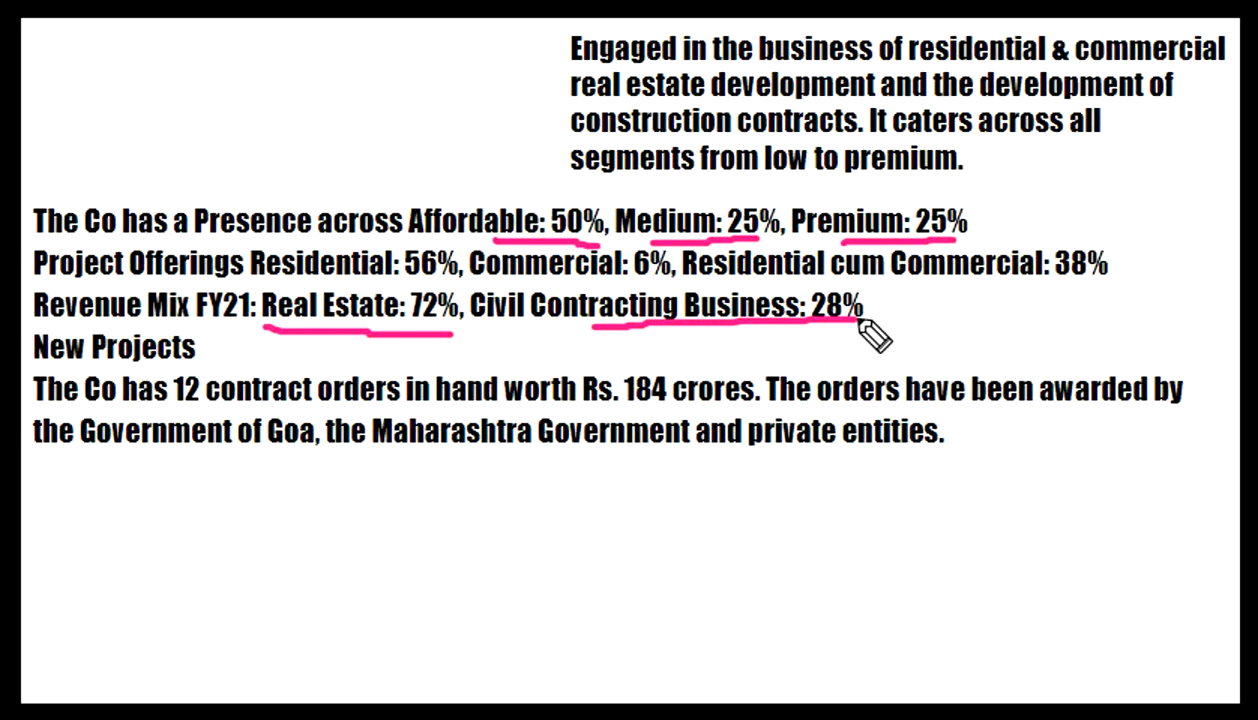 Engaged in the business of residential & commercial
real estate development and the development of
construction contracts. It caters across all
segments from low to premium.
The Co has a Presence across Affordable: 50%, Medium: 25%, Premium: 25%
Project Offerings Residential: 56%, Commercial: 6%, Residential cum Commercial: 38%
Revenue Mix FY21: Real Estate: 72%, Civil Contracting Business: 28%
New Projects
The Co has 12 contract orders in hand worth Rs. 184 crores. The orders have been awarded by
the Government of Goa, the Maharashtra Government and private entities.